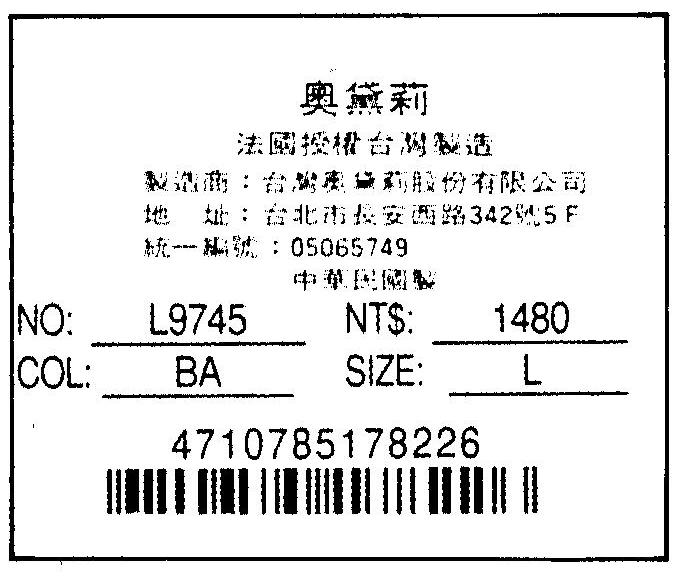 奧黛莉
法國授權台灣製造
製造商：台灣奧黛莉股份有限公司
地　址：台北市長安西路342號5F
統一編號：05065749
中華民國製
NO: L9745 NT$: 1480
COL: BA SIZE: L
4710785178226